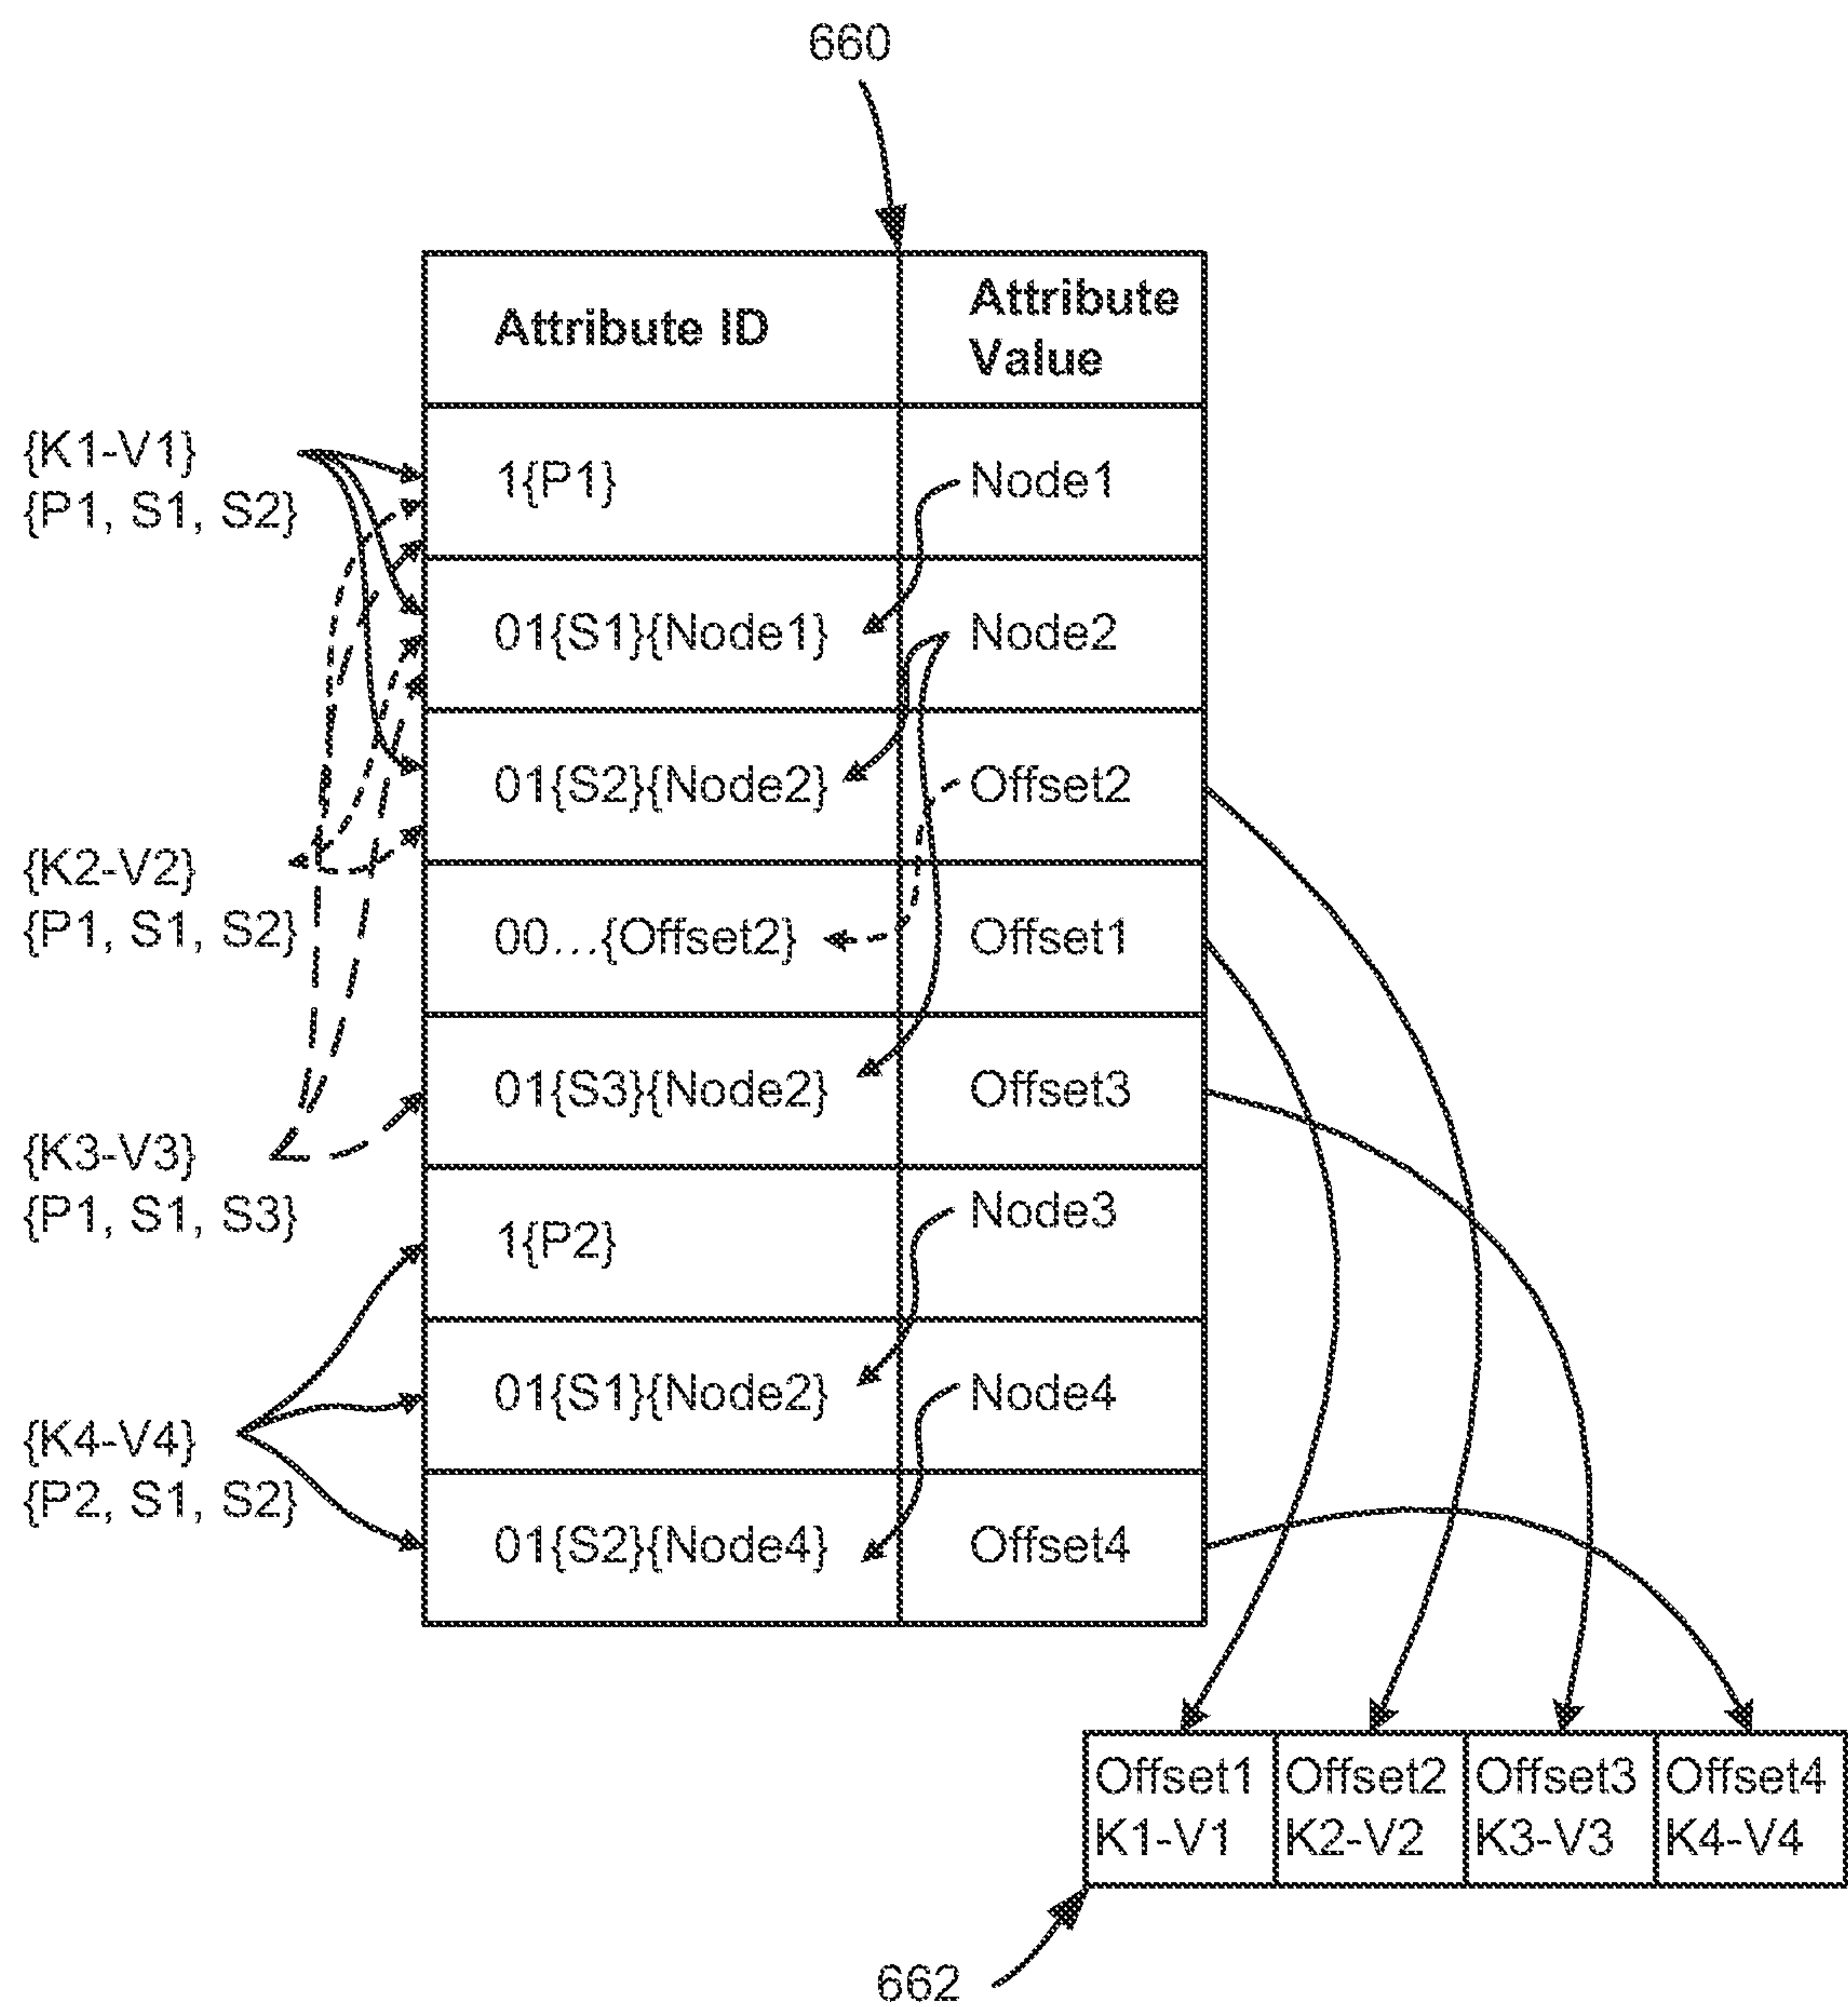 660
Attribute ID
Attribute
Value
{K1-V1}
{P1, S1, S2}
1{P1}
Node1
01{S1}{Node1}
Node2
01{S2}{Node2}
Offset2
{K2-V2}
{P1, S1, S2}
00...{Offset2}
Offset1
01{S3}{Node2}
Offset3
{K3-V3}
{P1, S1, S3}
1{P2}
Node3
01{S1}{Node2}
Node4
{K4-V4}
{P2, S1, S2}
01{S2}{Node4}
Offset4
Offset1
K1-V1
Offset2
K2-V2
Offset3
K3-V3
Offset4
K4-V4
662